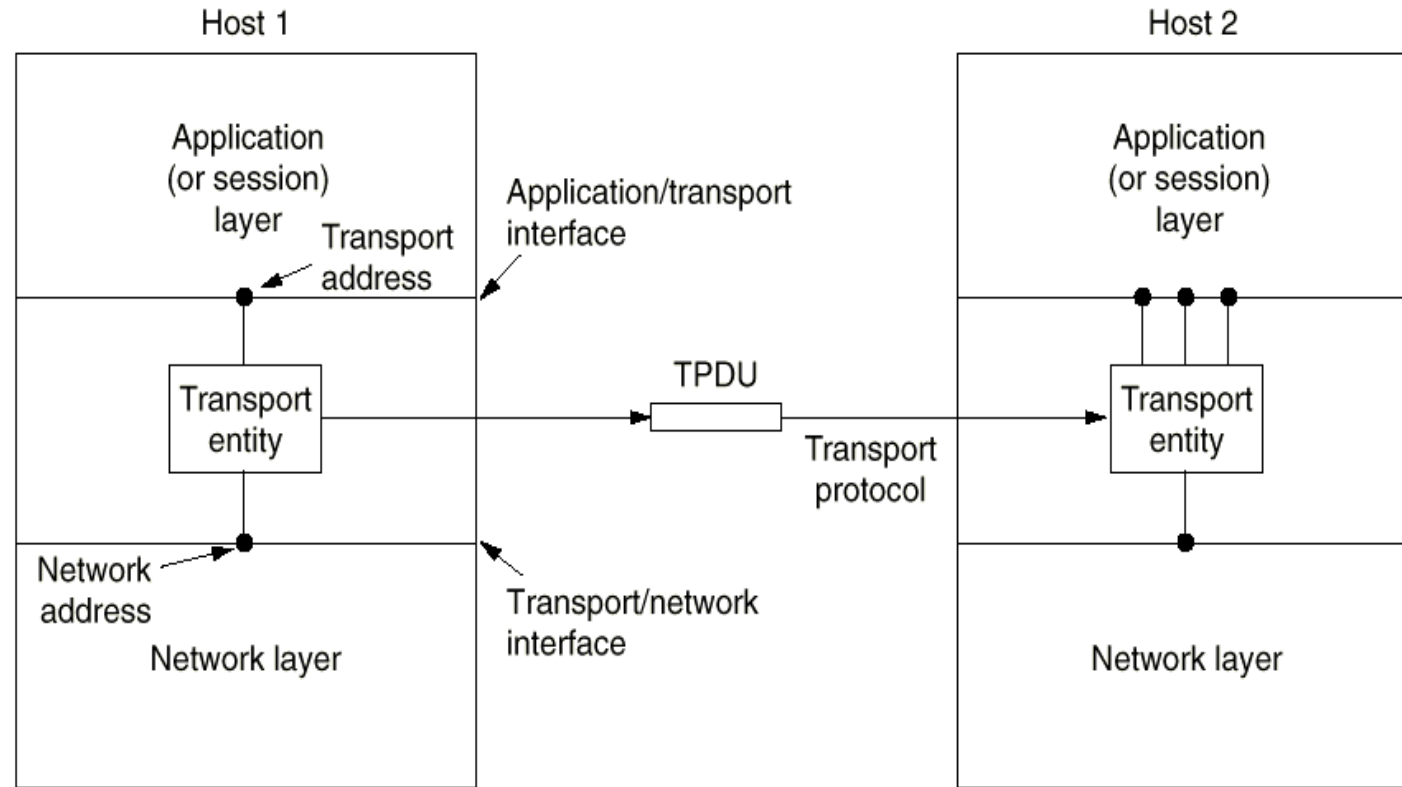 Host 1
Host 2
Application
(or session)
layer
Transport
address
Application/transport
interface
Application
(or session)
layer
Transport
entity
TPDU
Transport
protocol
Transport
entity
Network
address
Transport/network
interface
Network layer
Network layer